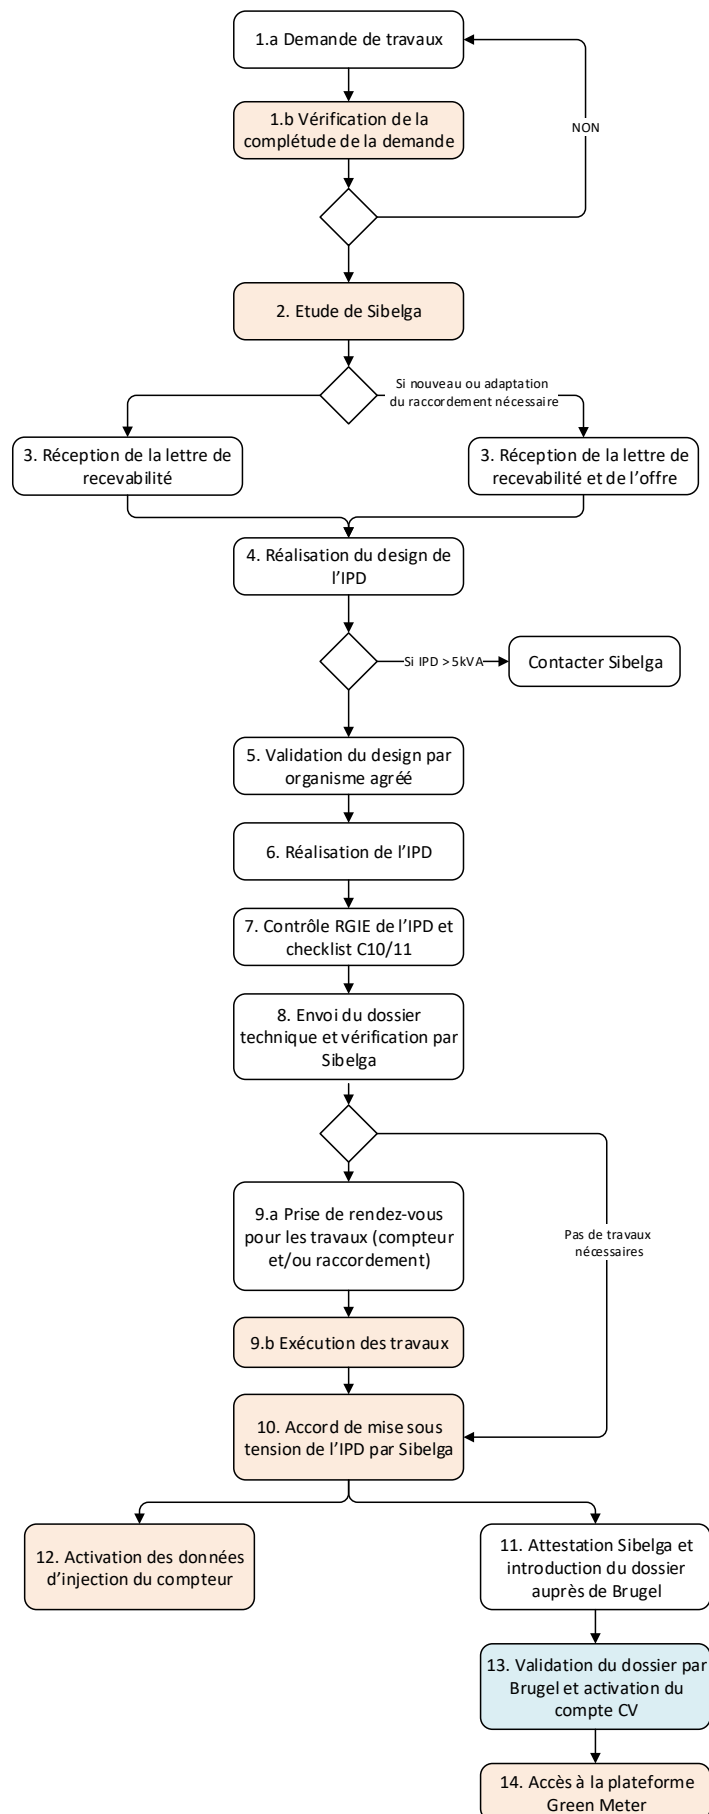 1.a Demande de travaux
1.b Vérification de la
complétude de la demande
NON
2. Etude de Sibelga
Si nouveau ou adaptation
du raccordement nécessaire
3. Réception de la lettre de
recevabilité
3. Réception de la lettre de
recevabilité et de l'offre
4. Réalisation du design de
l'IPD
Si IPD > 5kVA
Contacter Sibelga
5. Validation du design par
organisme agréé
6. Réalisation de l'IPD
7. Contrôle RGIE de l'IPD et
checklist C10/11
8. Envoi du dossier
technique et vérification par
Sibelga
9.a Prise de rendez-vous
pour les travaux (compteur
et/ou raccordement)
Pas de travaux
nécessaires
9.b Exécution des travaux
10. Accord de mise sous
tension de l'IPD par Sibelga
12. Activation des données
d'injection du compteur
11. Attestation Sibelga et
introduction du dossier
auprès de Brugel
13. Validation du dossier par
Brugel et activation du
compte CV
14. Accès à la plateforme
Green Meter